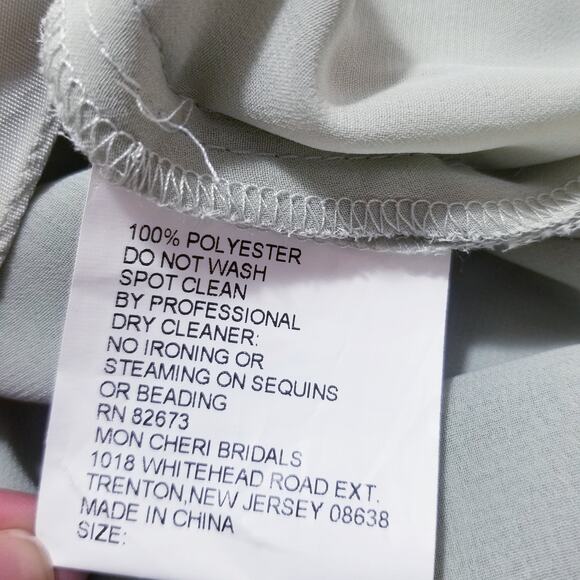 100% POLYESTER
DO NOT WASH
SPOT CLEAN
BY PROFESSIONAL
DRY CLEANER:
NO IRONING OR
STEAMING ON SEQUINS
OR BEADING
RN 82673
MON CHERI BRIDALS
1018 WHITEHEAD ROAD EXT.
TRENTON,NEW JERSEY 08638
MADE IN CHINA
SIZE: